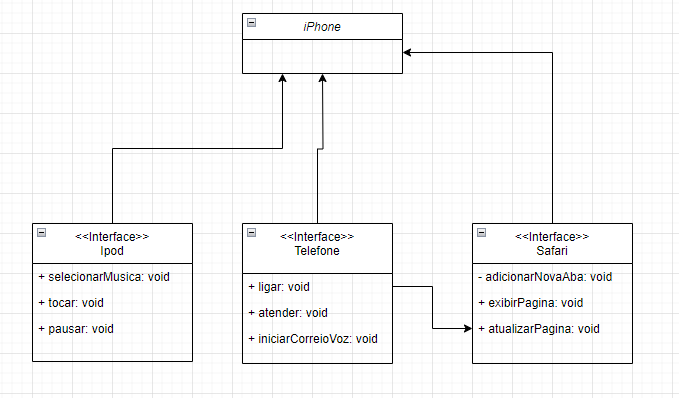 iPhone
<<Interface>>
Ipod
+ selecionarMusica: void
+ tocar: void
+ pausar: void
<<Interface>>
Telefone
+ ligar: void
+ atender: void
+ iniciarCorreioVoz: void
<<Interface>>
Safari
- adicionarNovaAba: void
+ exibirPagina: void
+ atualizarPagina: void